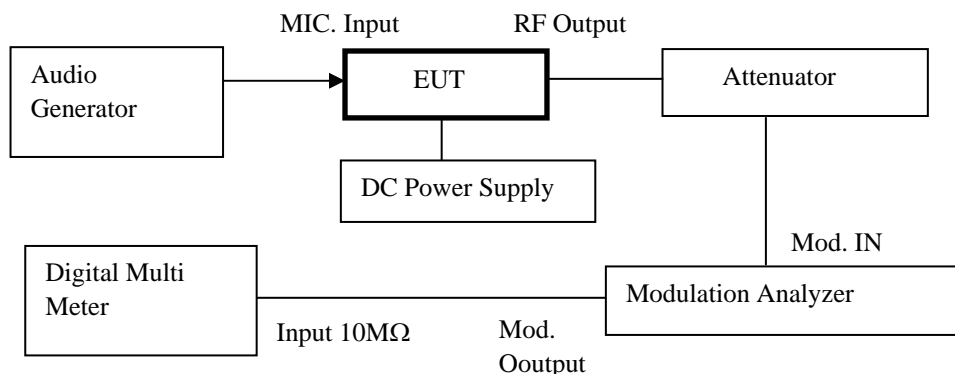 MIC. Input
RF Output
Audio
Generator
EUT
Attenuator
DC Power Supply
Mod. IN
Digital Multi
Meter
Modulation Analyzer
Input 10MΩ
Mod.
Ooutput